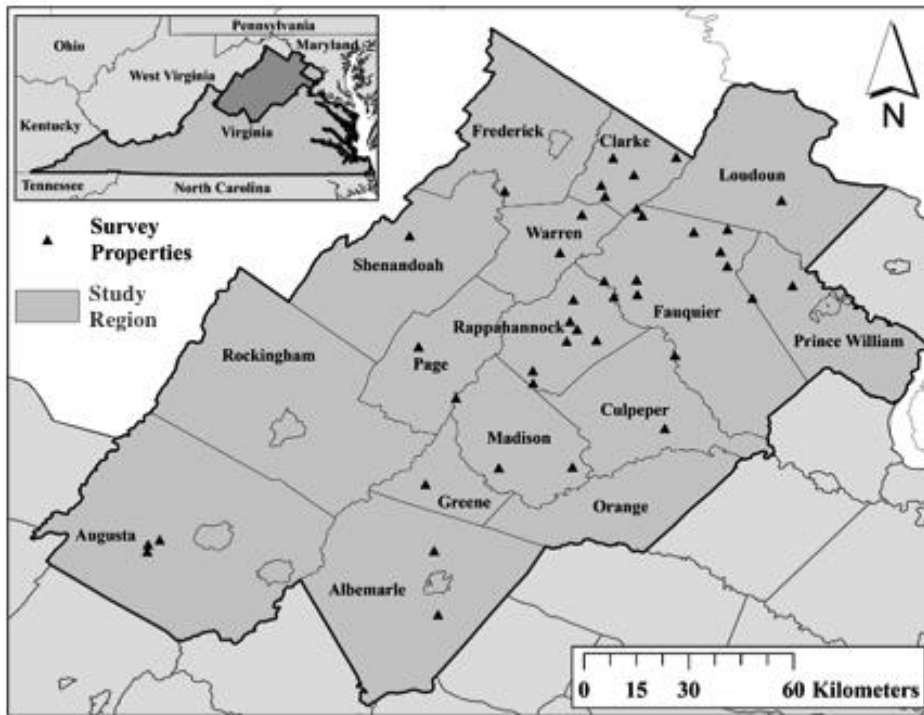 Pennsylvania
Ohio
Maryland
West Virginia
Kentucky
Virginia
Tennessee
North Carolina
N
Survey
Properties
Study
Region
Frederick
Clarke
Loudoun
Warren
Shenandoah
Fauquier
Rappahannock
Prince William
Rockingham
Page
Culpeper
Madison
Greene
Orange
Augusta
Albemarle
0 15 30 60 Kilometers